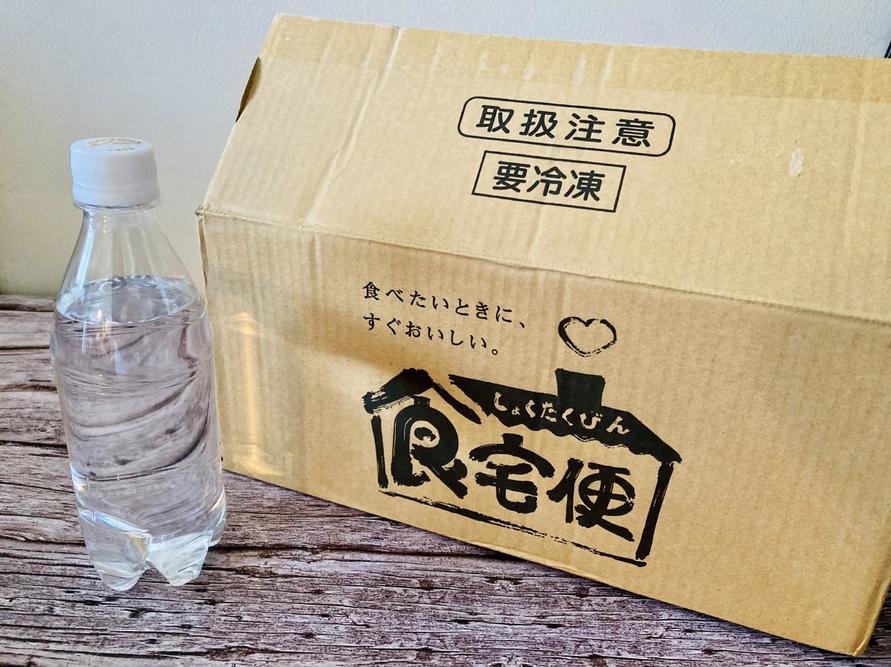 取扱注意
要冷凍
食べたいときに、
すぐおいしい。
しょくたくびん
食宅便